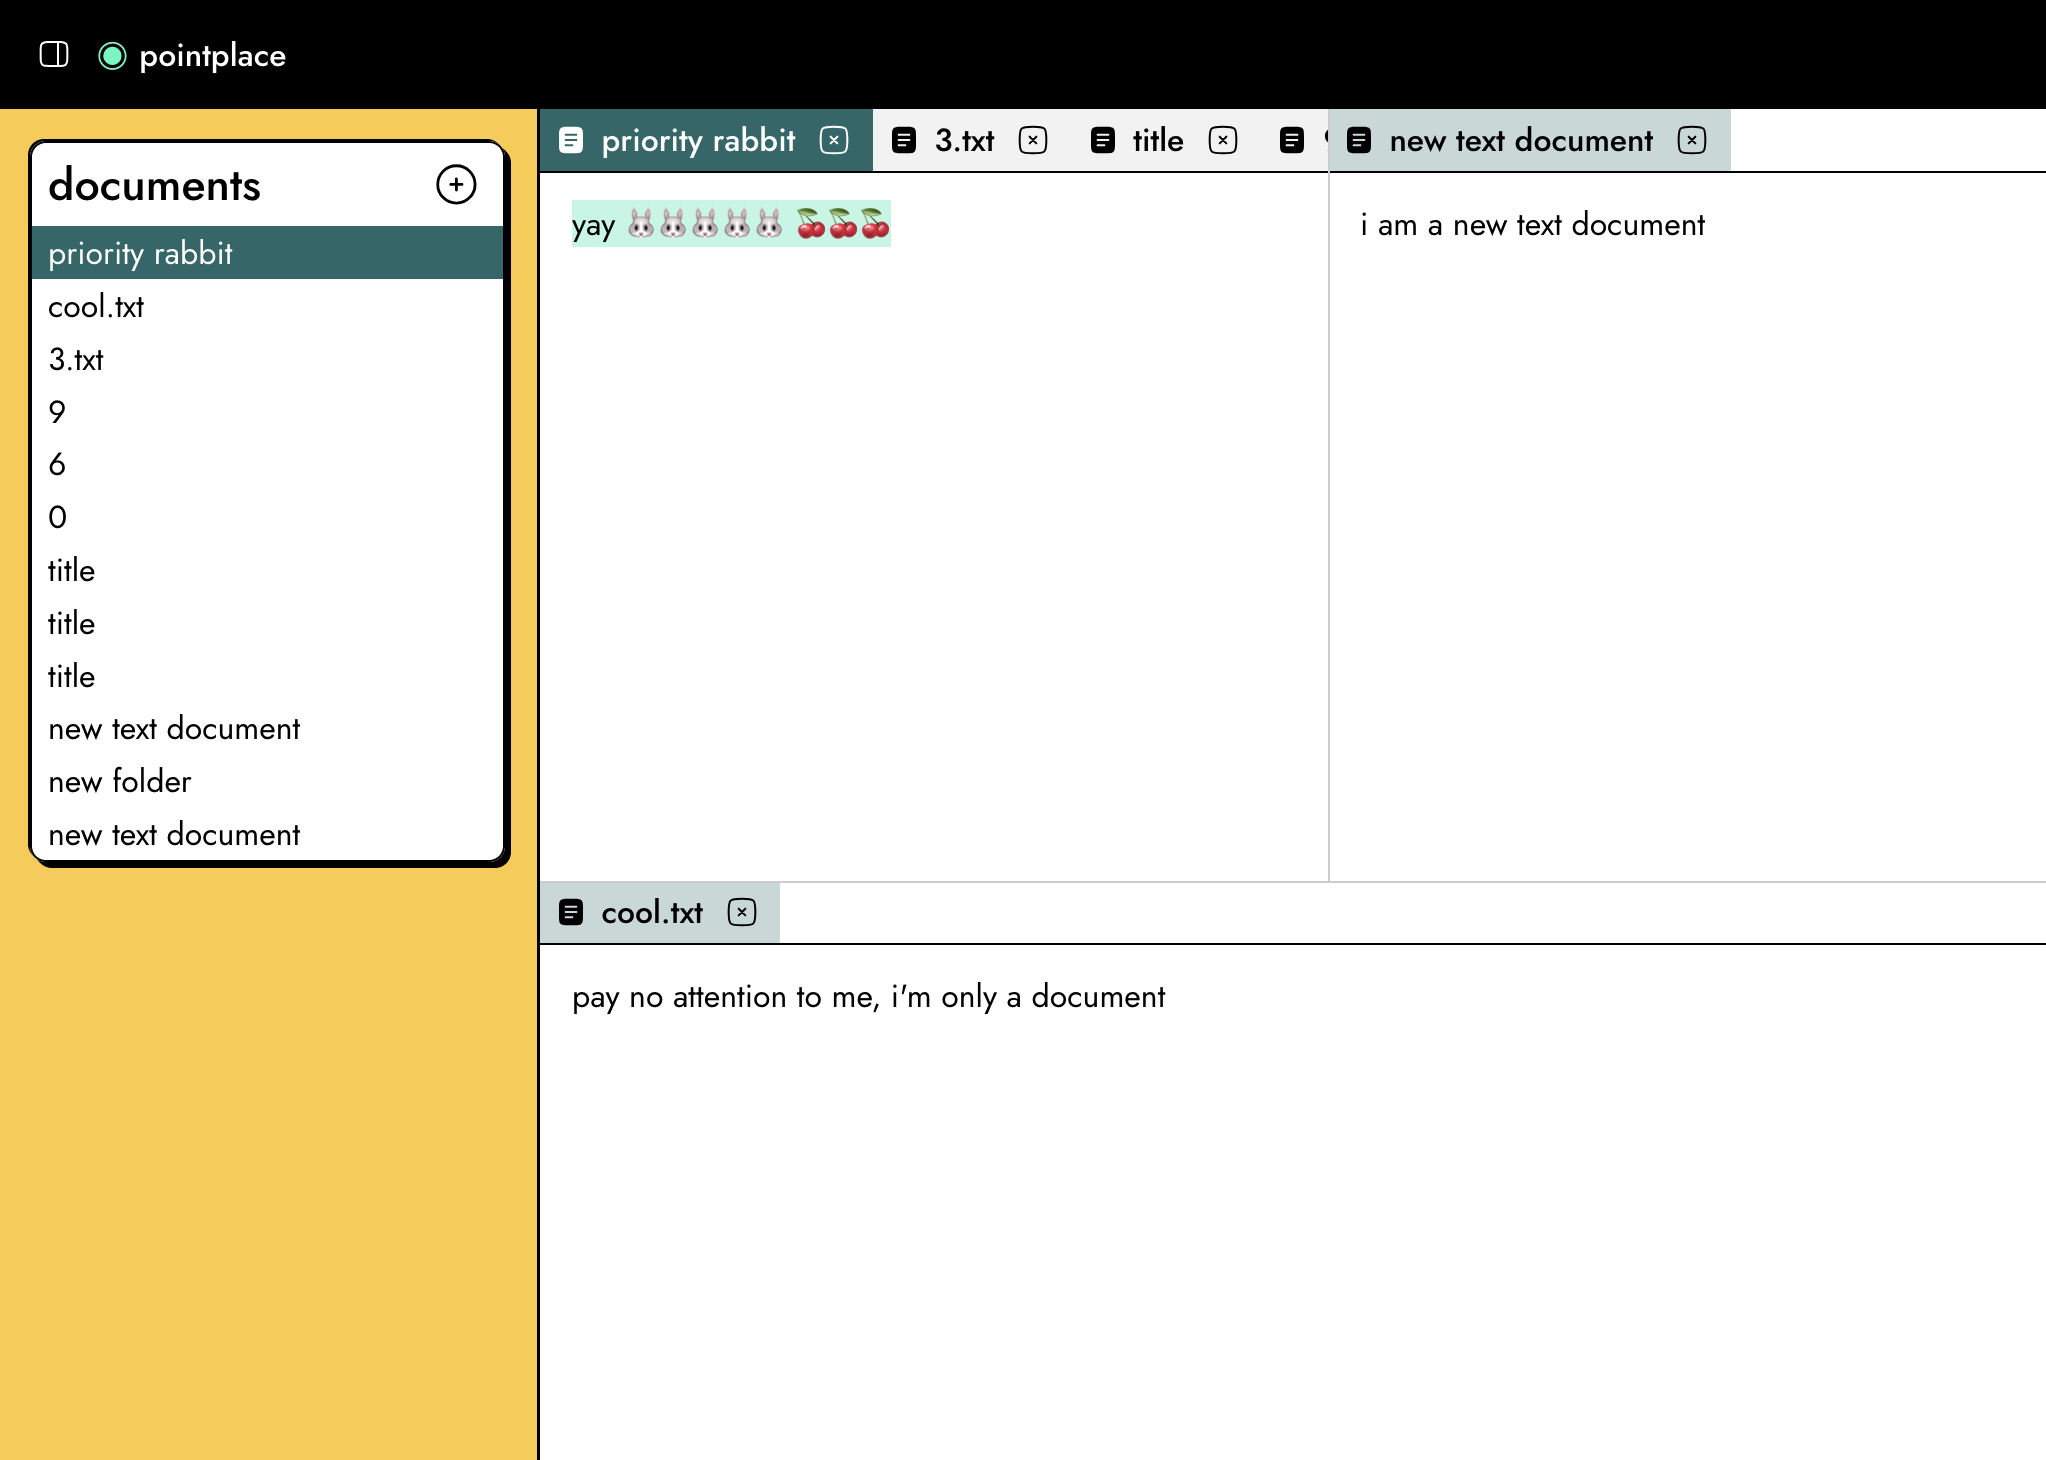 pointplace
documents
priority rabbit
cool.txt
3.txt
9
6
0
title
title
title
new text document
new folder
new text document
priority rabbit
3.txt
title
yay 🐰🐰🐰🐰🐰 🍒🍒🍒
new text document
i am a new text document
cool.txt
pay no attention to me, i'm only a document